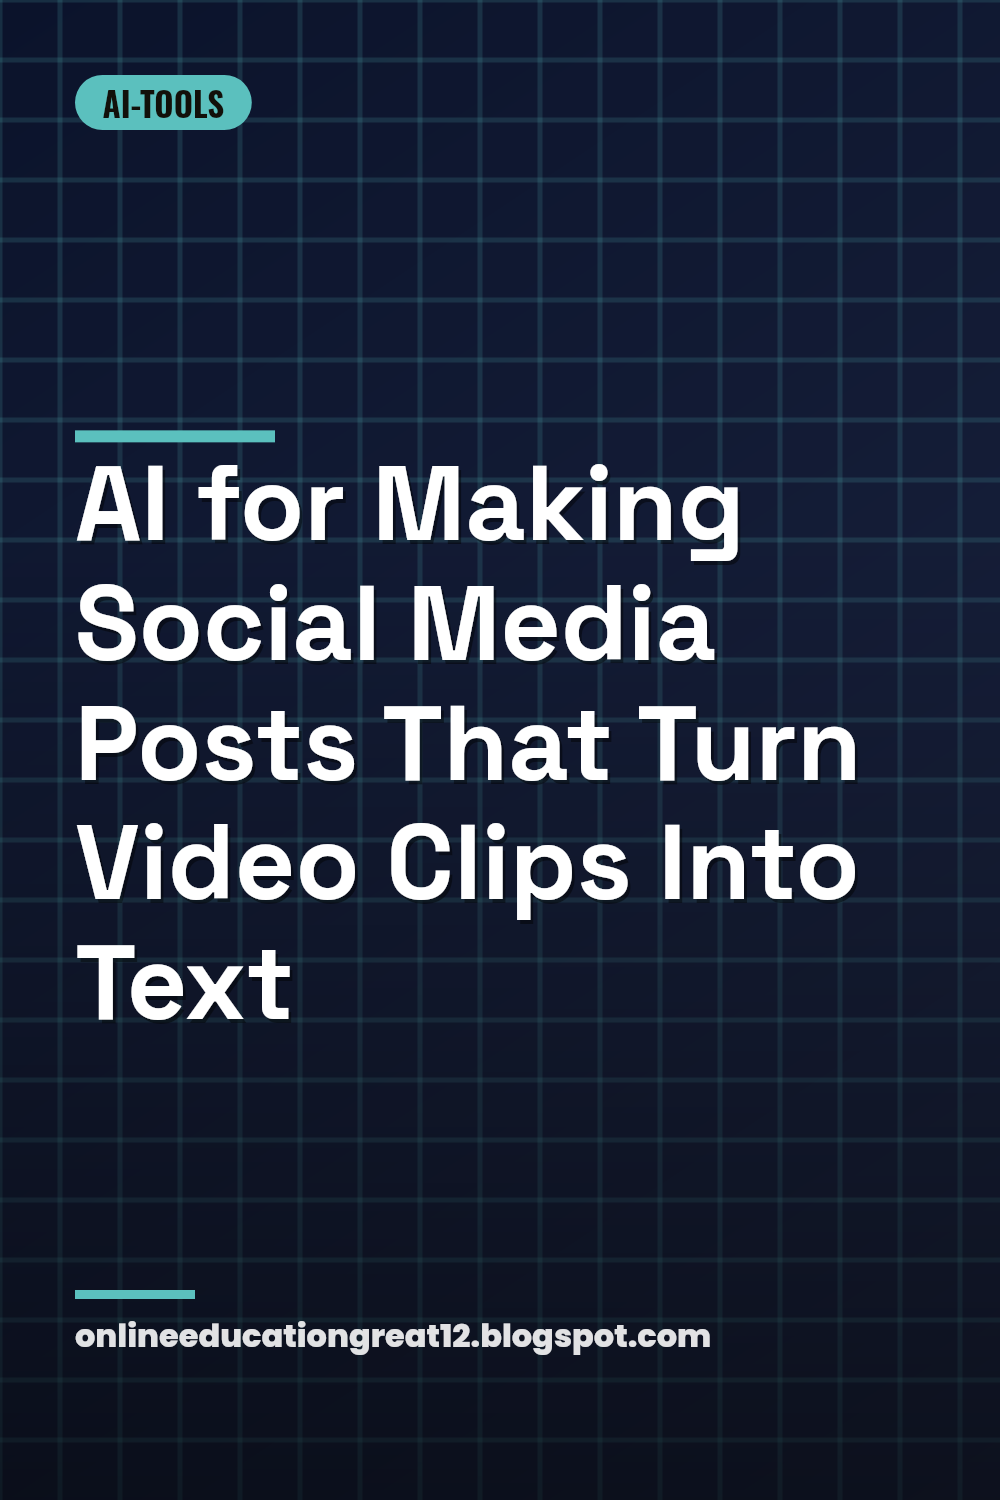 AI-TOOLS
AI for Making
Social Media
Posts That Turn
Video Clips Into
Text
onlineeducationgreat12.blogspot.com